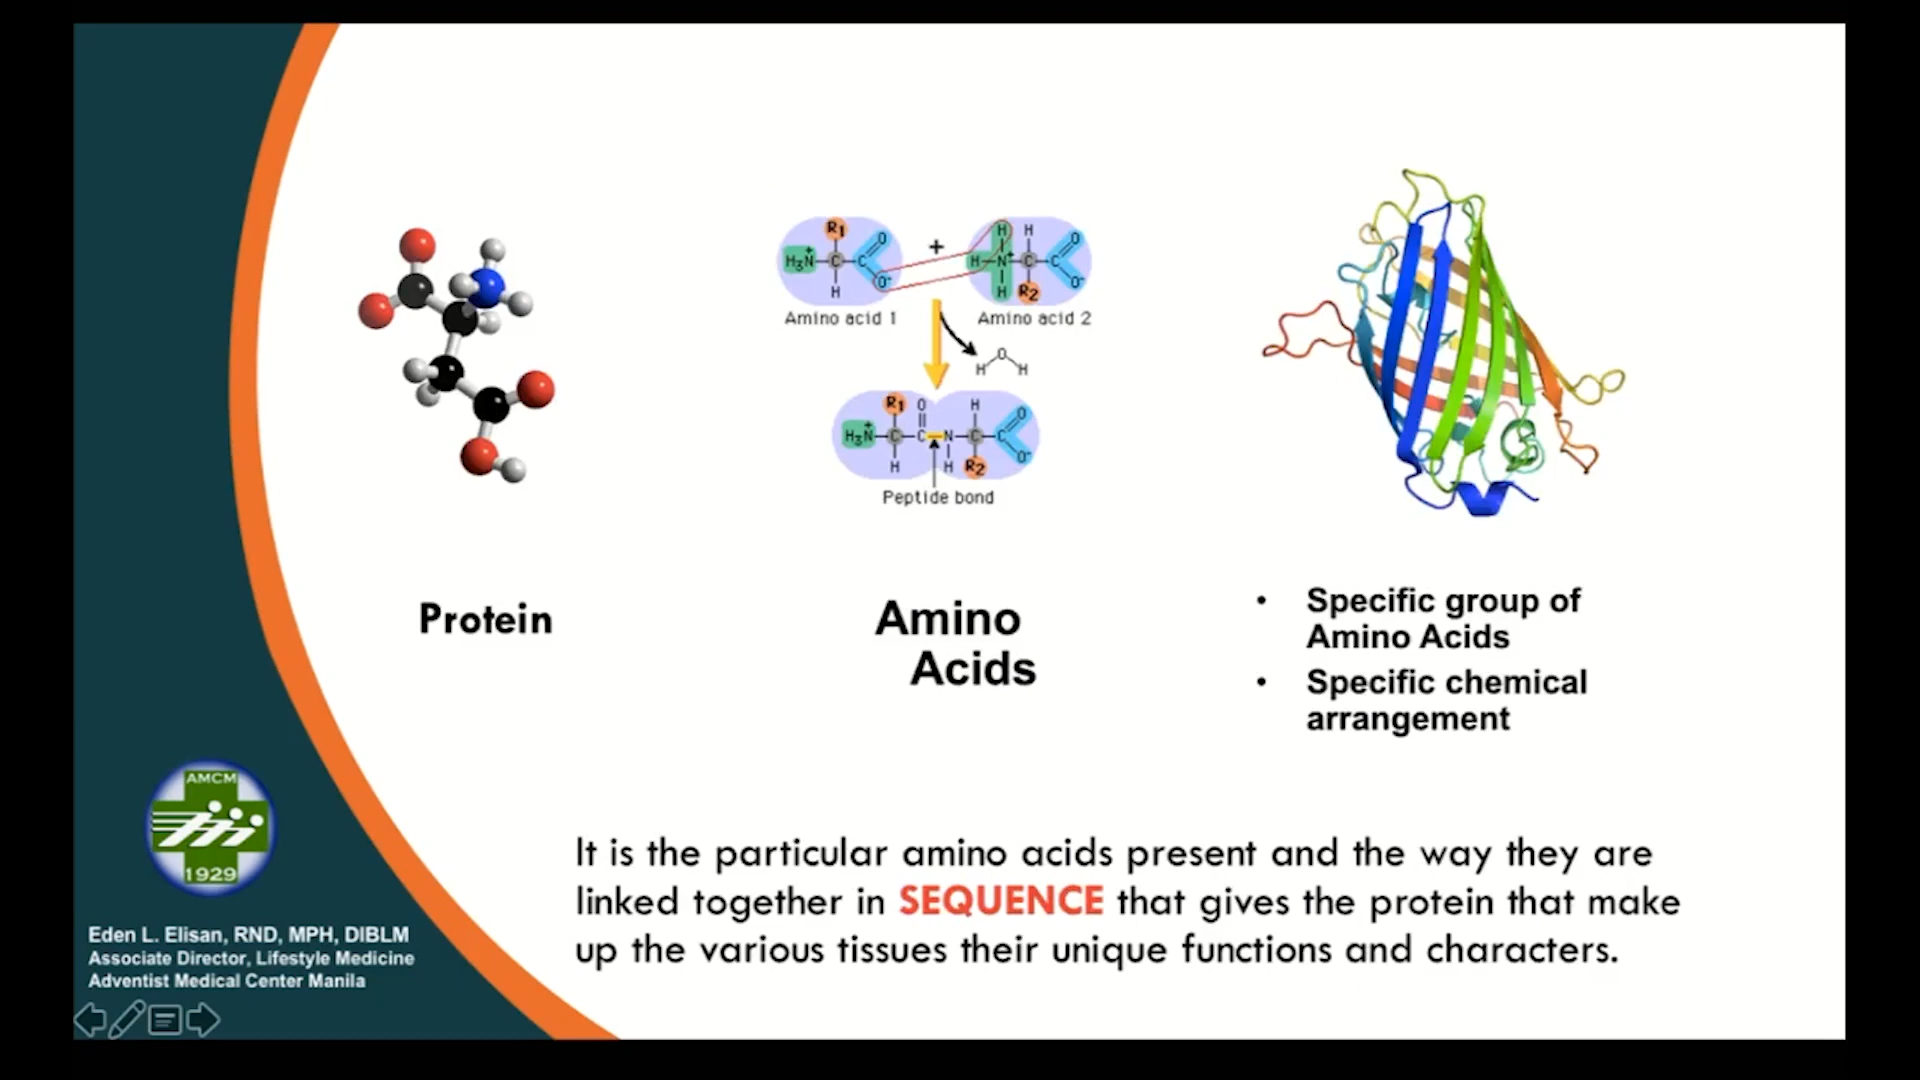 R1
H3N+
C
C
O
O-
H
Amino acid 1
+
H
H
H
N+
C
C
O
O-
H
R2
Amino acid 2
O
H
H
R1
O
H
H3N+
C
C
N
C
C
O
O-
H
H
R2
Peptide bond
Protein
Amino
Acids
• Specific group of
Amino Acids
• Specific chemical
arrangement
It is the particular amino acids present and the way they are
linked together in SEQUENCE that gives the protein that make
up the various tissues their unique functions and characters.
AMCM
1929
Eden L. Elisan, RND, MPH, DIBLM
Associate Director, Lifestyle Medicine
Adventist Medical Center Manila